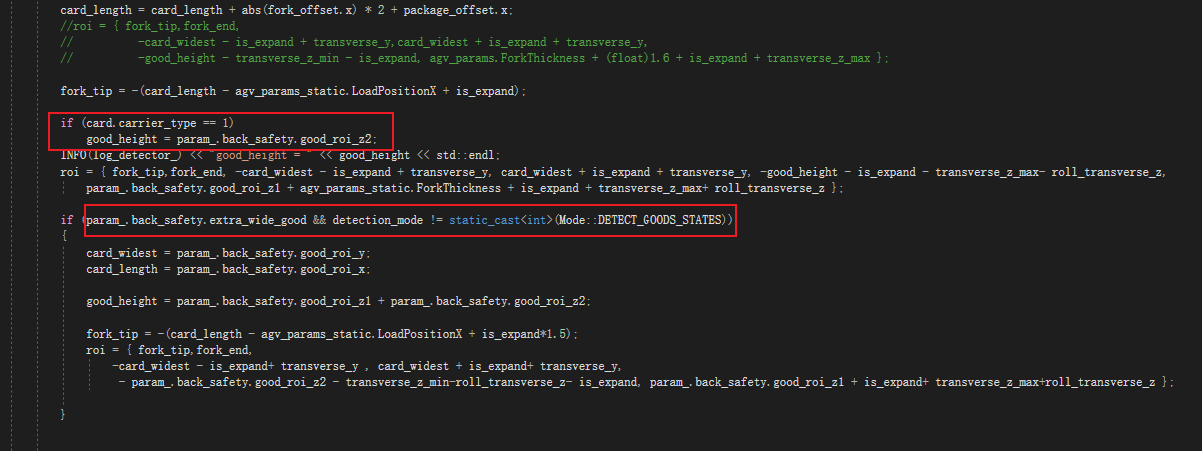 card_length = card_length + abs(fork_offset.x) * 2 + package_offset.x;
//roi = { fork_tip,fork_end,
// -card_widest - is_expand + transverse_y,card_widest + is_expand + transverse_y,
// -good_height - transverse_z_min - is_expand, agv_params.ForkThickness + (float)1.6 + is_expand + transverse_z_max };
fork_tip = -(card_length - agv_params_static.LoadPositionX + is_expand);
if (card.carrier_type == 1)
good_height = param_.back_safety.good_roi_z2;
INFO(log_detector_) << "good_height = " << good_height << std::endl;
roi = { fork_tip,fork_end, -card_widest - is_expand + transverse_y, card_widest + is_expand + transverse_y, -good_height - is_expand - transverse_z_max- roll_transverse_z,
param_.back_safety.good_roi_z1 + agv_params_static.ForkThickness + is_expand + transverse_z_max+ roll_transverse_z };
if (param_.back_safety.extra_wide_good && detection_mode != static_cast<int>(Mode::DETECT_GOODS_STATES))
{
card_widest = param_.back_safety.good_roi_y;
card_length = param_.back_safety.good_roi_x;
good_height = param_.back_safety.good_roi_z1 + param_.back_safety.good_roi_z2;
fork_tip = -(card_length - agv_params_static.LoadPositionX + is_expand*1.5);
roi = { fork_tip,fork_end,
-card_widest - is_expand+ transverse_y , card_widest + is_expand+ transverse_y,
- param_.back_safety.good_roi_z2 - transverse_z_min-roll_transverse_z- is_expand, param_.back_safety.good_roi_z1 + is_expand+ transverse_z_max+roll_transverse_z };
}